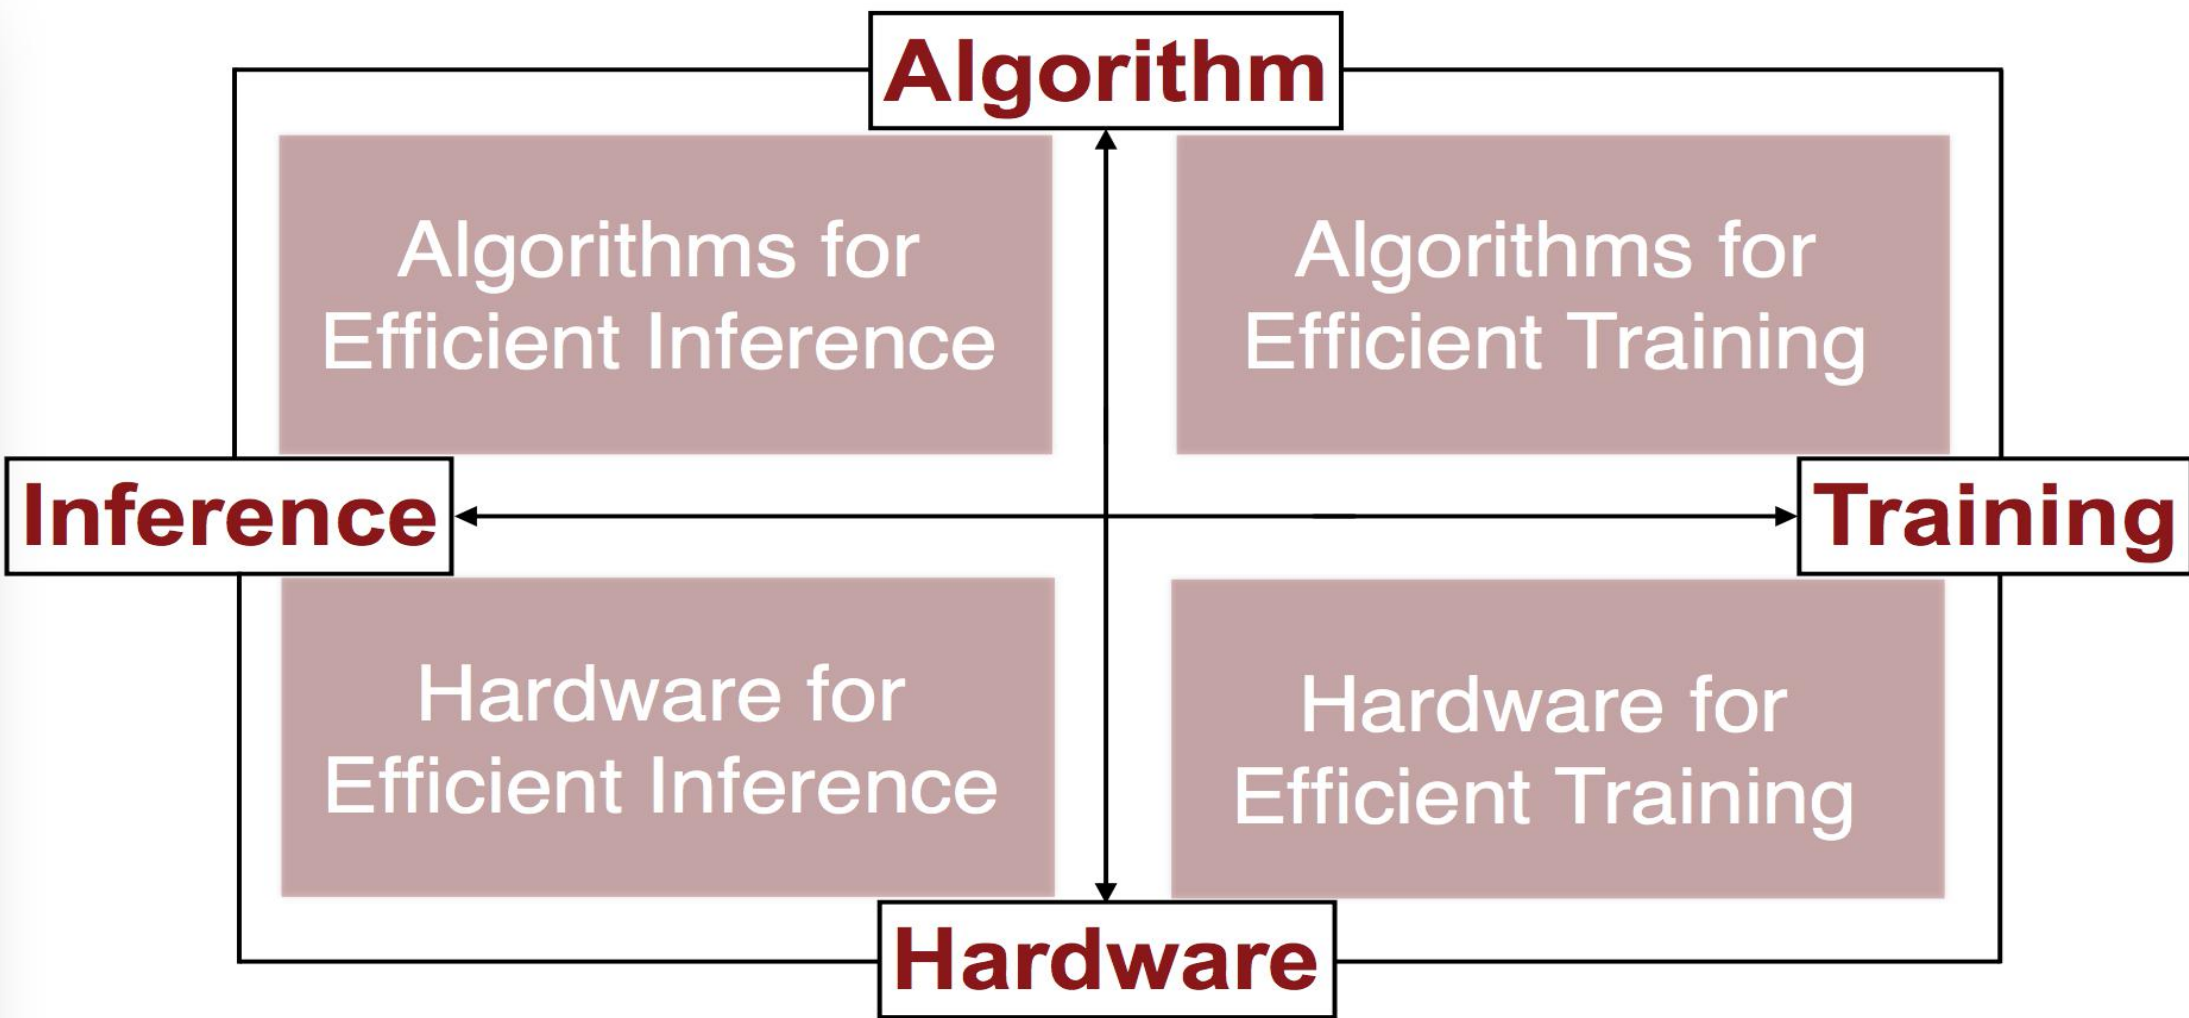 Algorithm
Algorithms for
Efficient Inference
Algorithms for
Efficient Training
Inference
Training
Hardware for
Efficient Inference
Hardware for
Efficient Training
Hardware